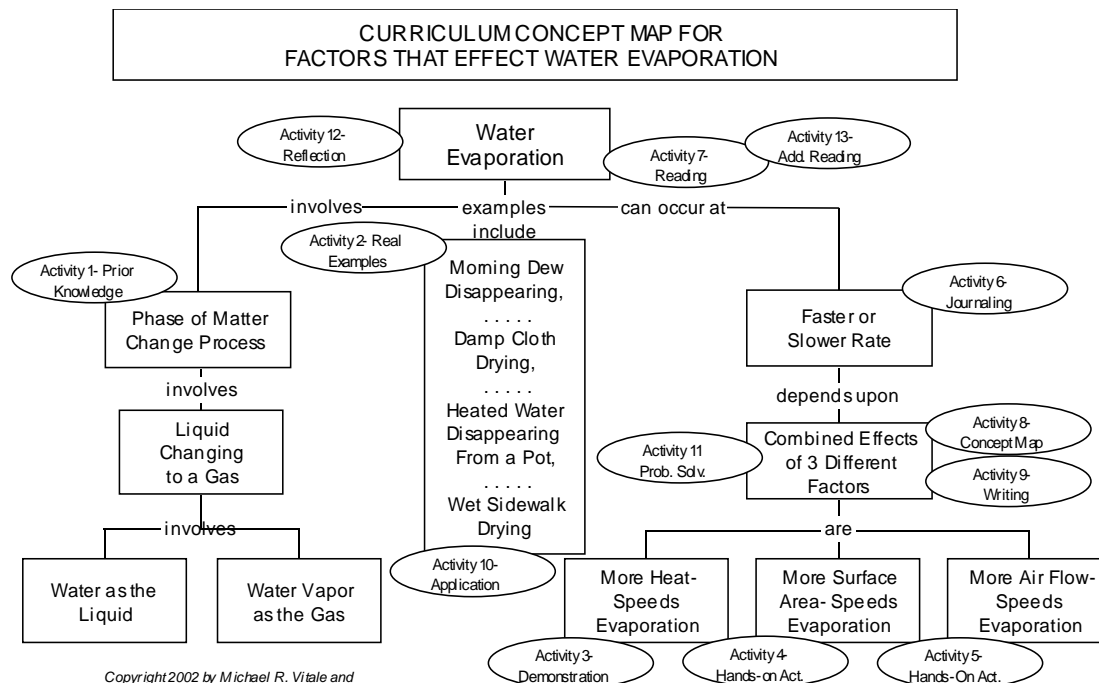 CURRICULUM CONCEPT MAP FOR
FACTORS THAT EFFECT WATER EVAPORATION
Activity 12-
Reflection
Water
Evaporation
Activity 7-
Reading
Activity 13-
Add. Reading
involves
examples
include
can occur at
Activity 1- Prior
Knowledge
Phase of Matter
Change Process
involves
Liquid
Changing
to a Gas
involves
Water as the
Liquid
Water Vapor
as the Gas
Activity 2- Real
Examples
Morning Dew
Disappearing,
. . . . .
Damp Cloth
Drying,
. . . . .
Heated Water
Disappearing
From a Pot,
. . . . .
Wet Sidewalk
Drying
Activity 10-
Application
Activity 6-
Journaling
Faster or
Slower Rate
depends upon
Activity 11
Prob. Solv.
Combined Effects
of 3 Different
Factors
Activity 8-
Concept Map
Activity 9-
Writing
are
More Heat-
Speeds
Evaporation
More Surface
Area- Speeds
Evaporation
More Air Flow-
Speeds
Evaporation
Activity 3-
Demonstration
Activity 4-
Hands-on Act.
Activity 5-
Hands-On Act.
Copyright 2002 by Michael R. Vitale and